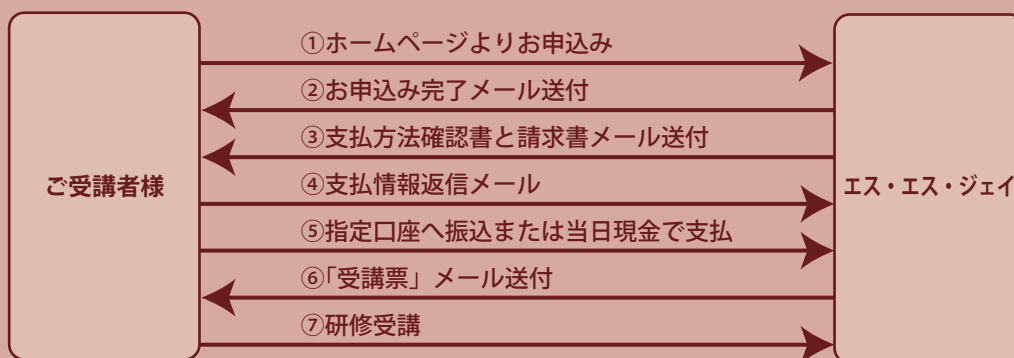 ①ホームページよりお申込み
②お申込み完了メール送付
③支払方法確認書と請求書メール送付
ご受講者様
④支払情報返信メール
エス・エス・ジェイ
⑤指定口座へ振込または当日現金で支払
⑥「受講票」メール送付
⑦研修受講